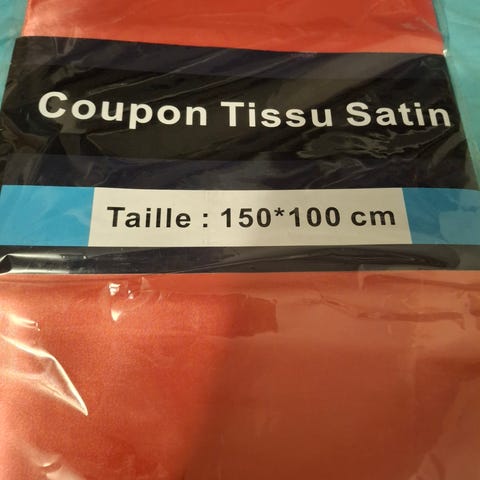 Coupon Tissu Satin
Taille : 150*100 cm